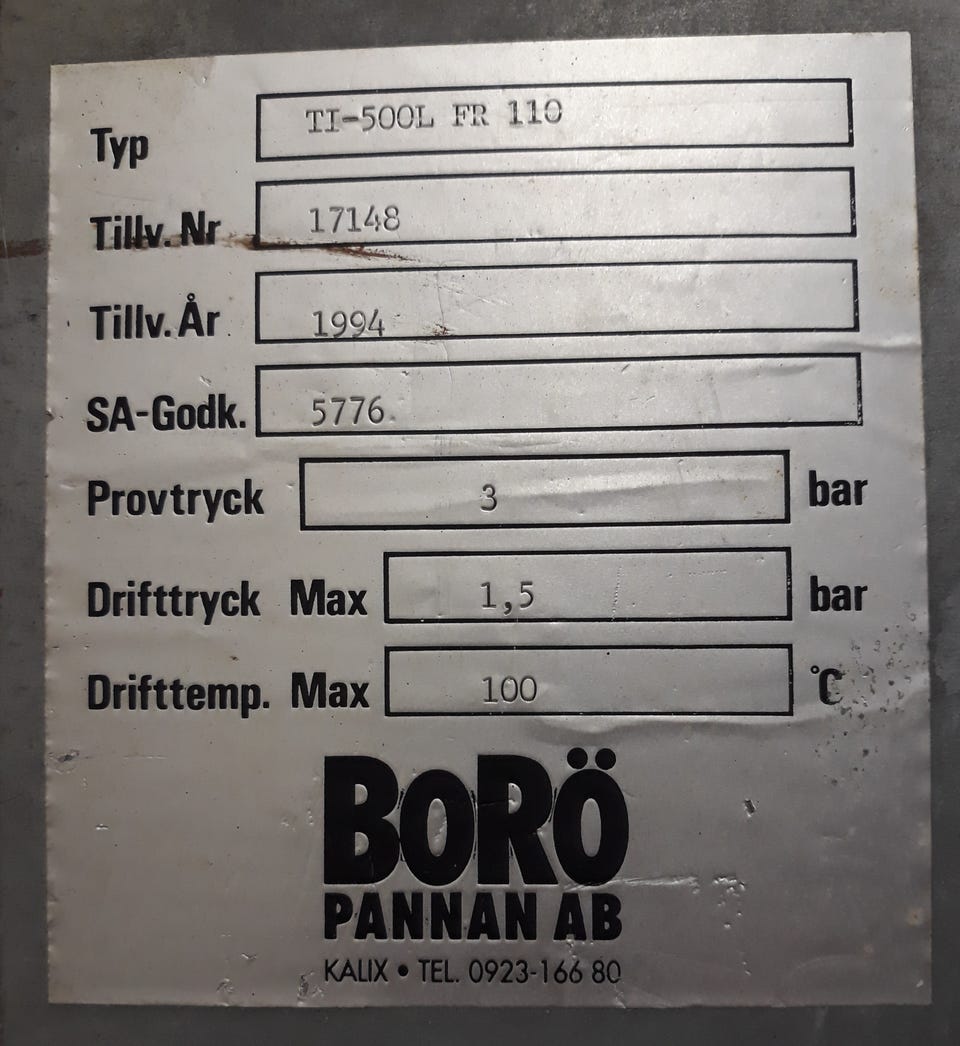 Typ TI-500L FR 110
Tillv. Nr 17148
Tillv. År 1994
SA-Godk. 5776
Provtryck 3 bar
Drifttryck Max 1,5 bar
Drifttemp. Max 100 °C
BORÖ
PANNAN AB
KALIX • TEL. 0923-166 80